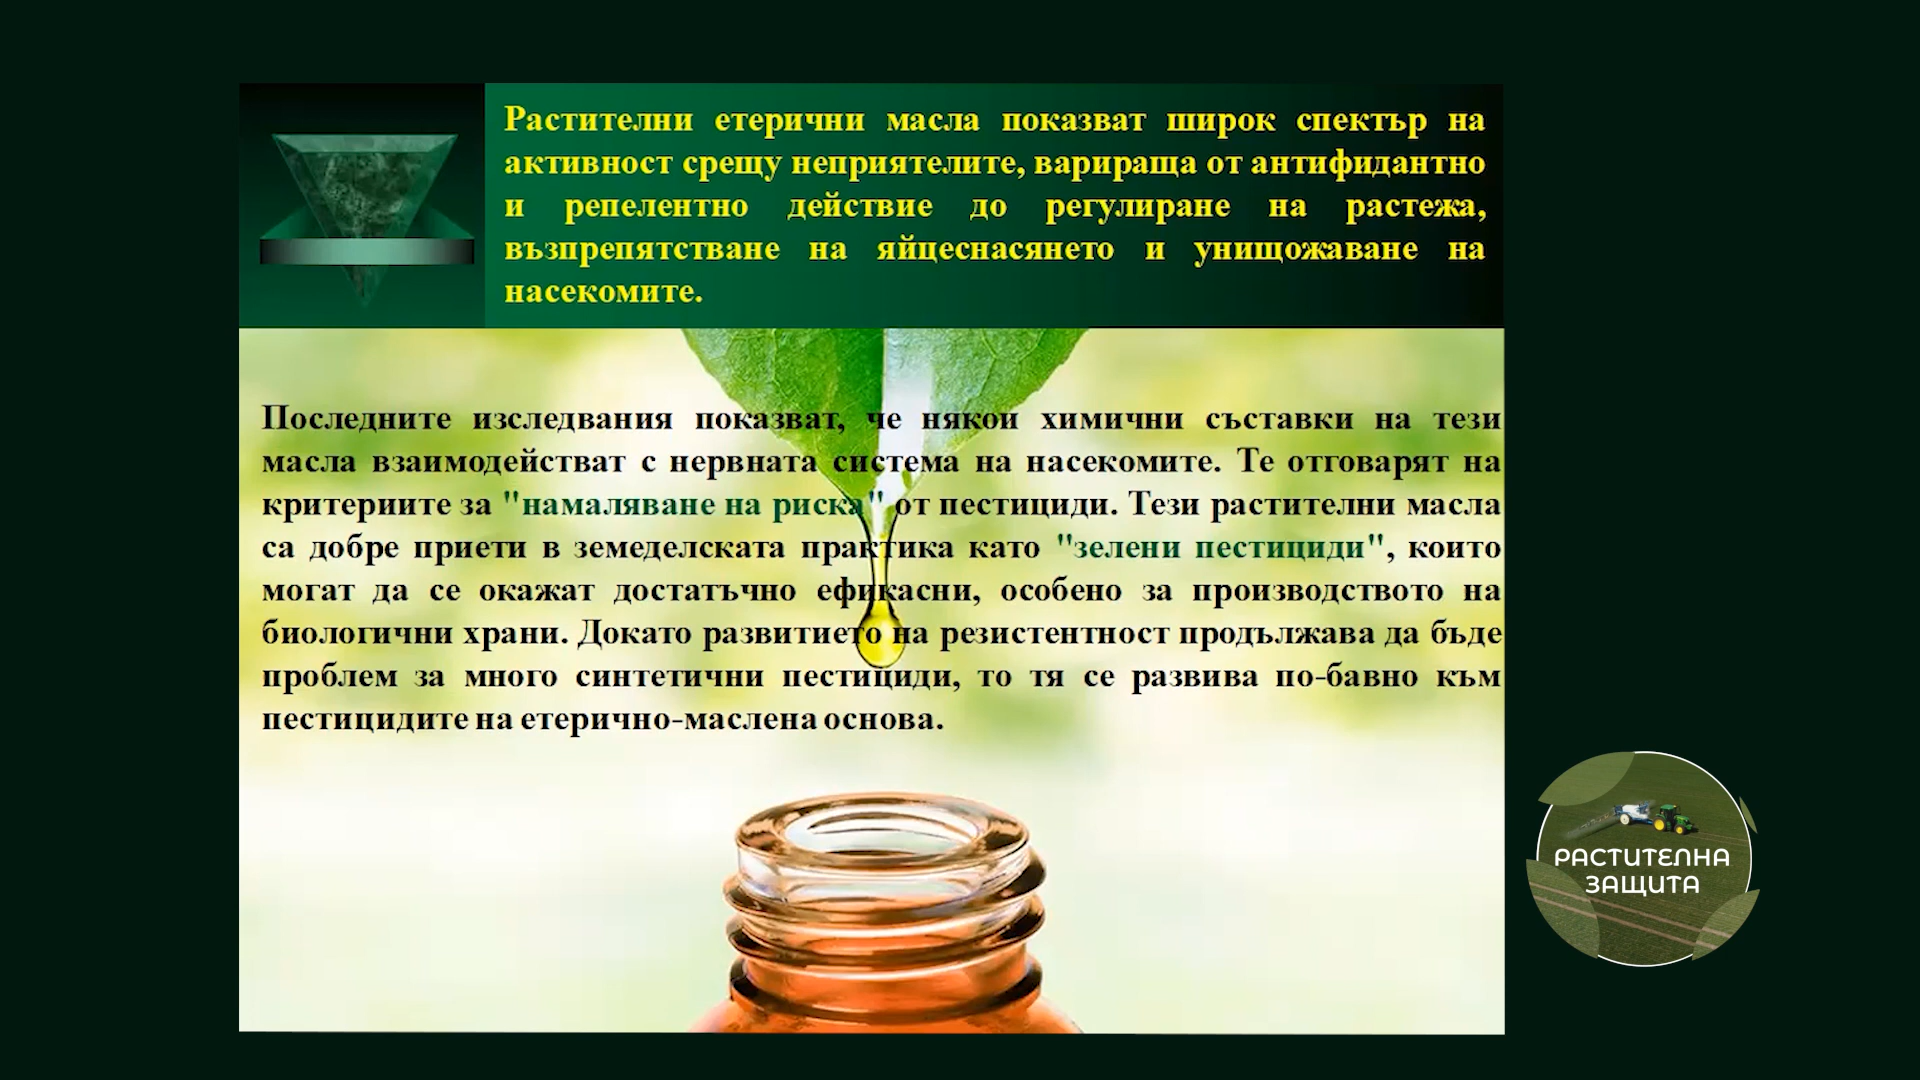 Растителни етерични масла показват широк спектър на
активност срещу неприятелите, варираща от антифидантно
и репелентно действие до регулиране на растежа,
възпрепятстване на яйцеснасянето и унищожаване на
насекомите.
Последните изследвания показват, че някои химични съставки на тези
масла взаимодействат с нервната система на насекомите. Те отговарят на
критериите за "намаляване на риска" от пестициди. Тези растителни масла
са добре приети в земеделската практика като "зелени пестициди", които
могат да се окажат достатъчно ефикасни, особено за производството на
биологични храни. Докато развитието на резистентност продължава да бъде
проблем за много синтетични пестициди, то тя се развива по-бавно към
пестицидите на етерично-маслена основа.
РАСТИТЕЛНА
ЗАЩИТА